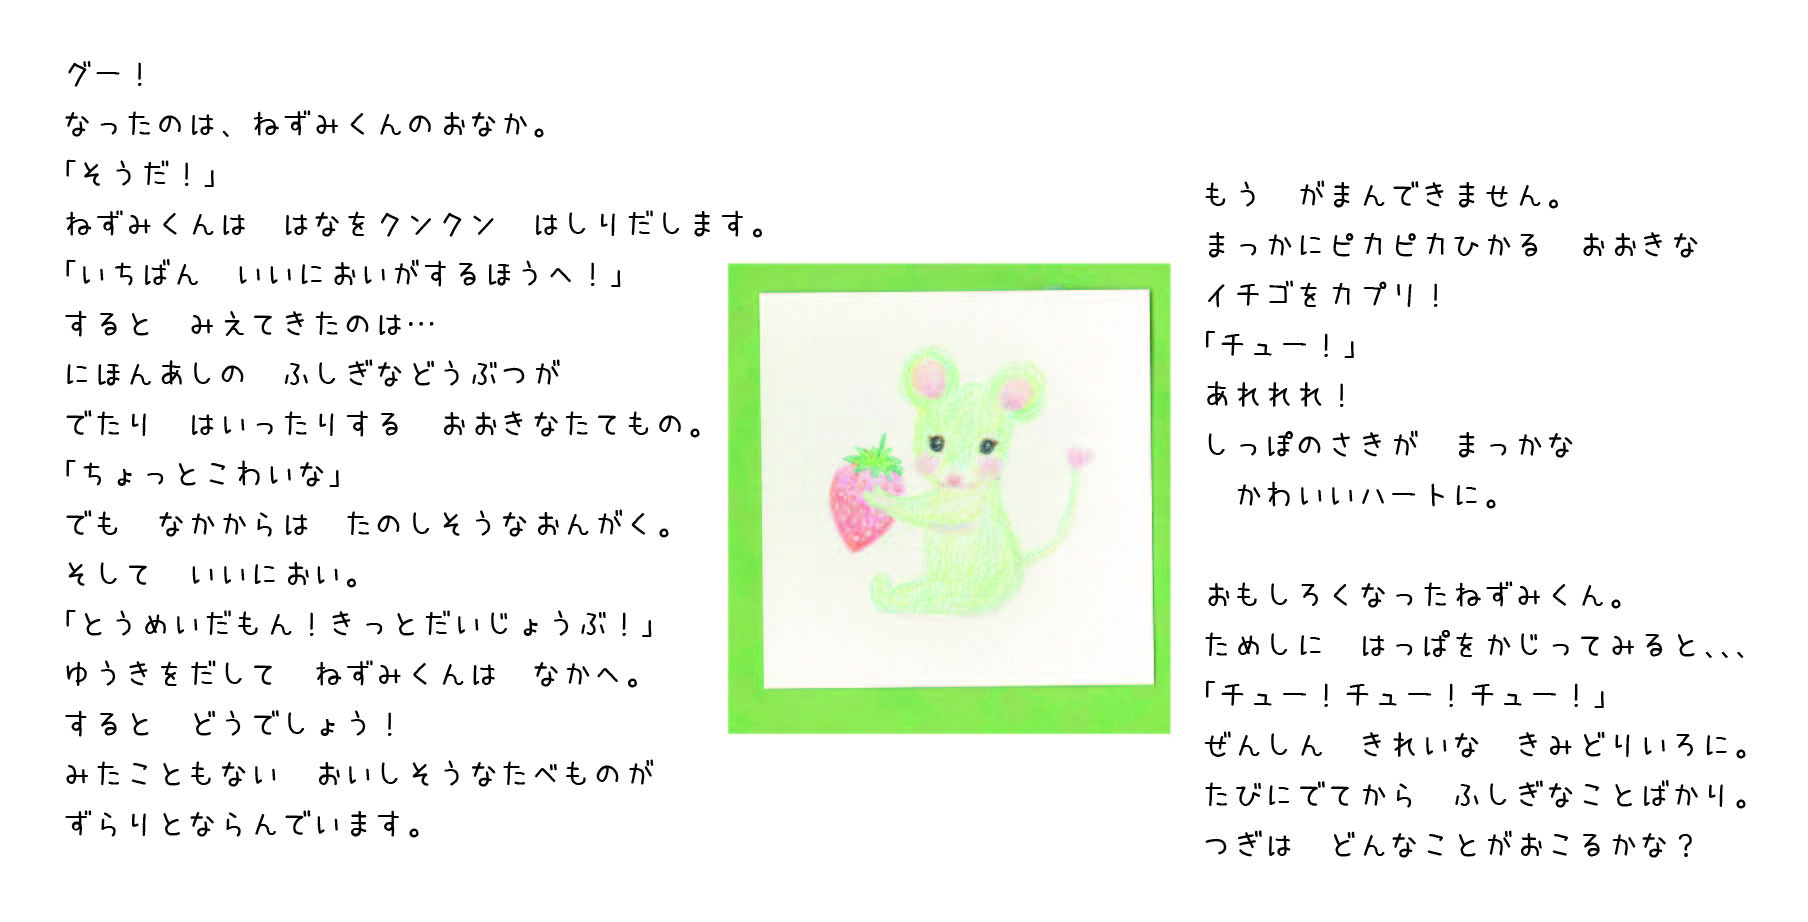 グー！
なったのは、ねずみくんのおなか。
「そうだ！」
ねずみくんは　はなをクンクン　はしりだします。
「いちばん　いいにおいがするほうへ！」
すると　みえてきたのは…
にほんあしの　ふしぎなどうぶつが
でたり　はいったりする　おおきなたてもの。
「ちょっとこわいな」
でも　なかからは　たのしそうなおんがく。
そして　いいにおい。
「とうめいだもん！きっとだいじょうぶ！」
ゆうきをだして　ねずみくんは　なかへ。
すると　どうでしょう！
みたこともない　おいしそうなたべものが
ずらりとならんでいます。
もう　がまんできません。
まっかにピカピカひかる　おおきな
イチゴをカプリ！
「チュー！」
あれれれ！
しっぽのさきが　まっかな
　かわいいハートに。
おもしろくなったねずみくん。
ためしに　はっぱをかじってみると、、、
「チュー！チュー！チュー！」
ぜんしん　きれいな　きみどりいろに。
たびにでてから　ふしぎなことばかり。
つぎは　どんなことがおこるかな？